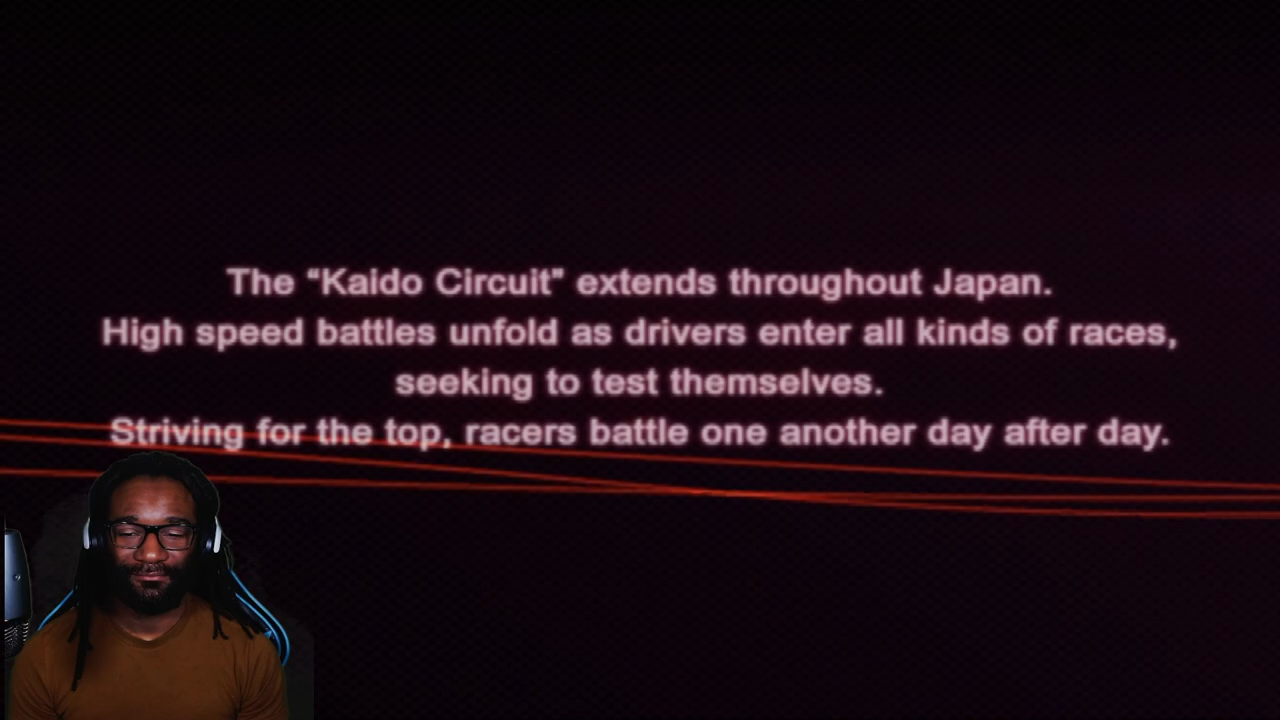 The “Kaido Circuit” extends throughout Japan.
High speed battles unfold as drivers enter all kinds of races,
seeking to test themselves.
Striving for the top, racers battle one another day after day.